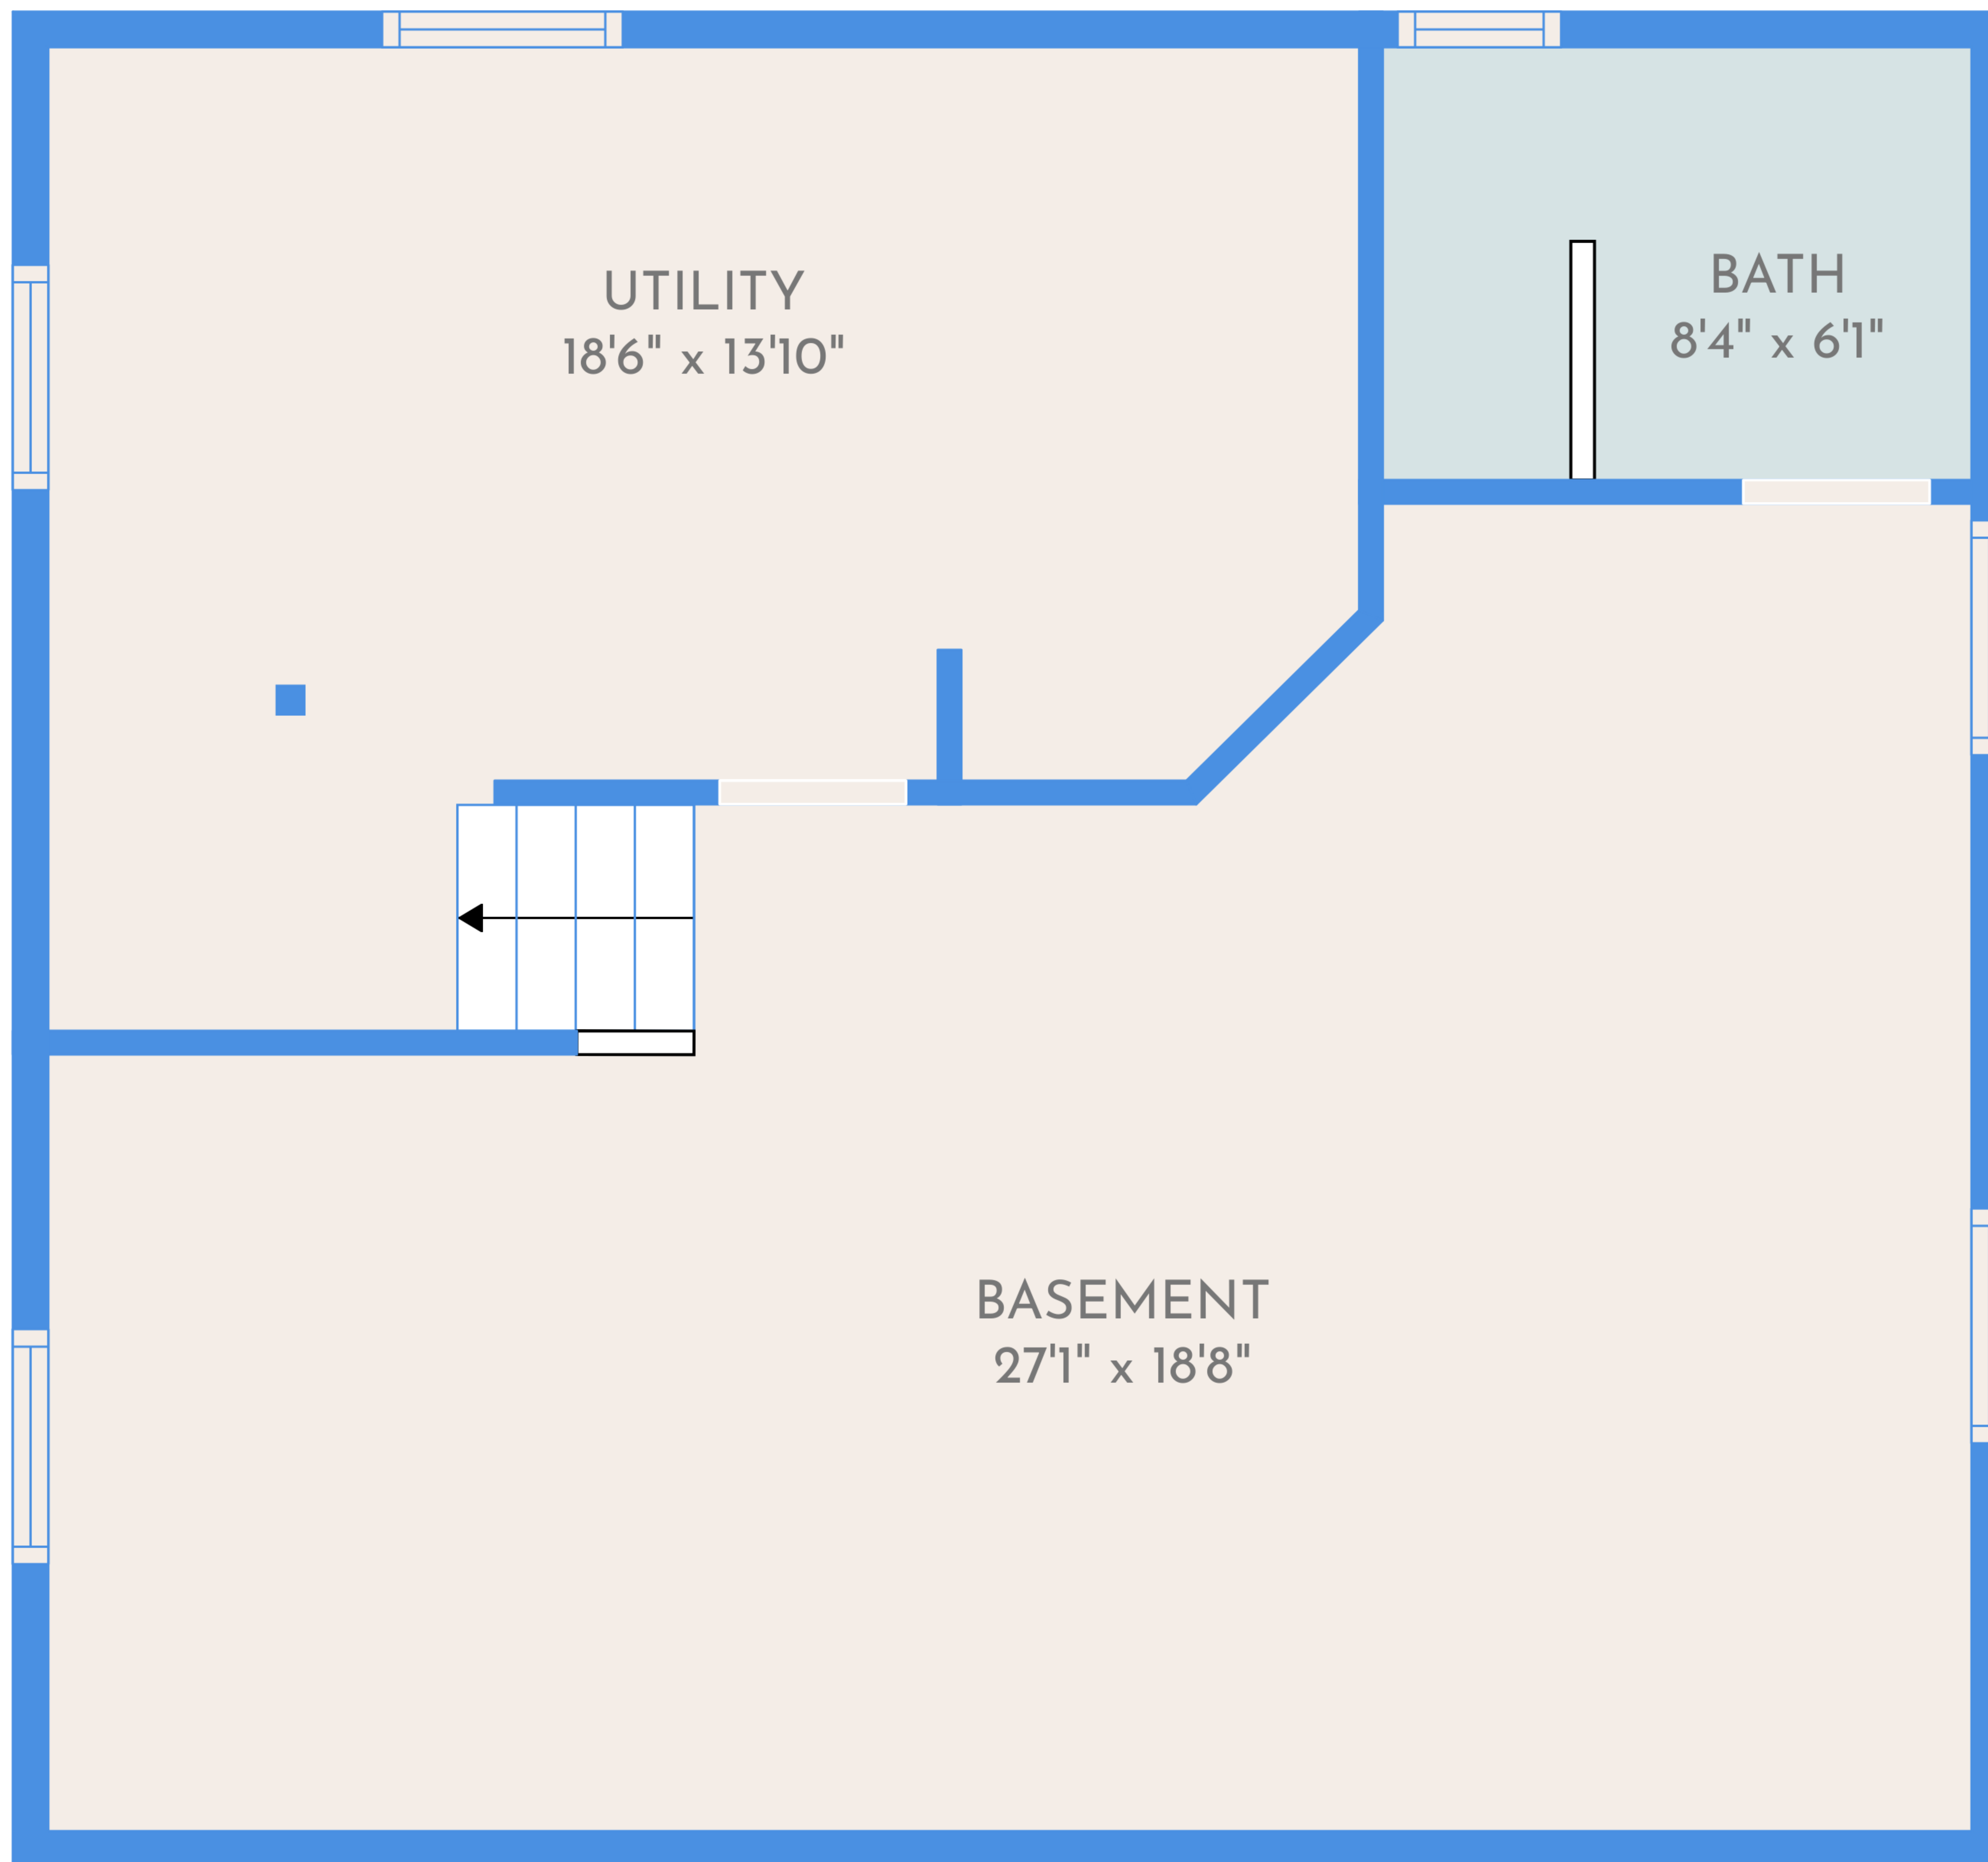 UTILITY
18'6" x 13'10"
BATH
8'4" x 6'1"
BASEMENT
27'1" x 18'8"